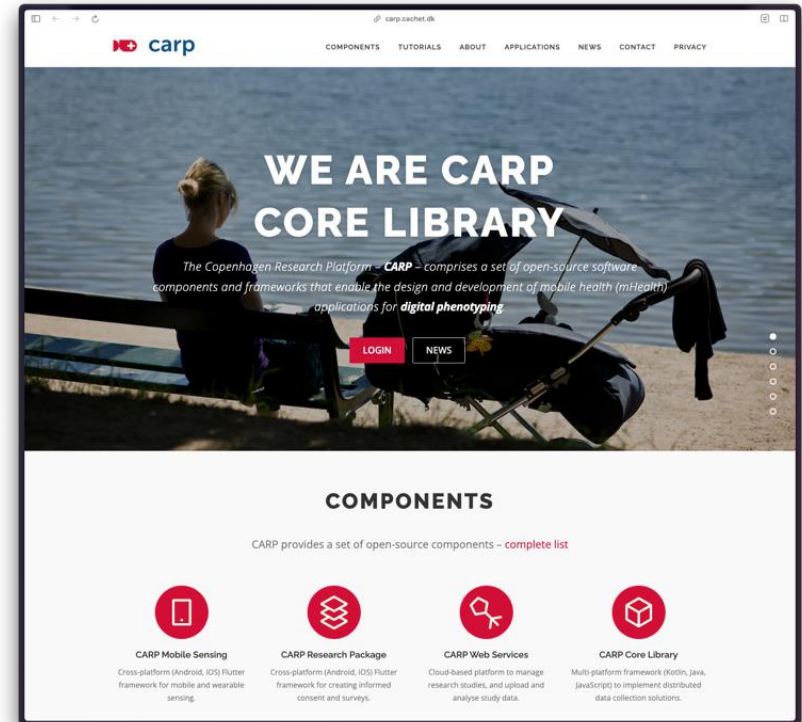 carp.cachet.dk
carp
COMPONENTS TUTORIALS ABOUT APPLICATIONS NEWS CONTACT PRIVACY
WE ARE CARP
CORE LIBRARY
The Copenhagen Research Platform – CARP – comprises a set of open-source software
components and frameworks that enable the design and development of mobile health (mHealth)
applications for digital phenotyping.
LOGIN NEWS
COMPONENTS
CARP provides a set of open-source components – complete list
CARP Mobile Sensing
Cross-platform (Android, iOS) Flutter
framework for mobile and wearable
sensing.
CARP Research Package
Cross-platform (Android, iOS) Flutter
framework for creating informed
consent and surveys.
CARP Web Services
Cloud-based platform to manage
research studies, and upload and
analyse study data.
CARP Core Library
Multi-platform framework (Kotlin, Java,
JavaScript) to implement distributed
data collection solutions.